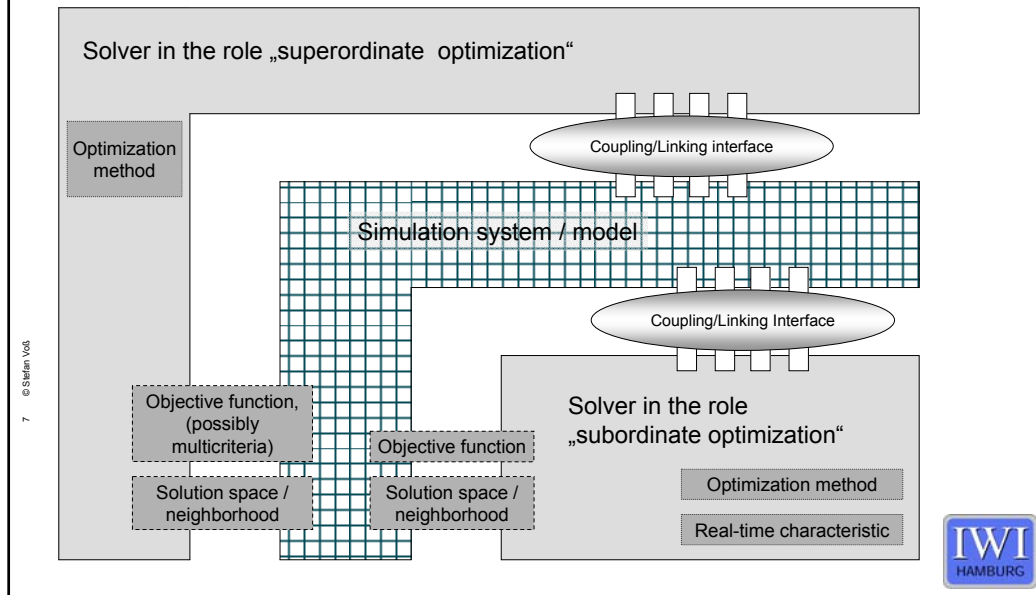 Solver in the role „superordinate optimization“
Optimization
method
Coupling/Linking interface
Simulation system / model
Coupling/Linking Interface
Objective function,
(possibly
multicriteria)
Solution space /
neighborhood
Objective function
Solution space /
neighborhood
Solver in the role
„subordinate optimization“
Optimization method
Real-time characteristic
7 © Stefan Voß
IWI
HAMBURG